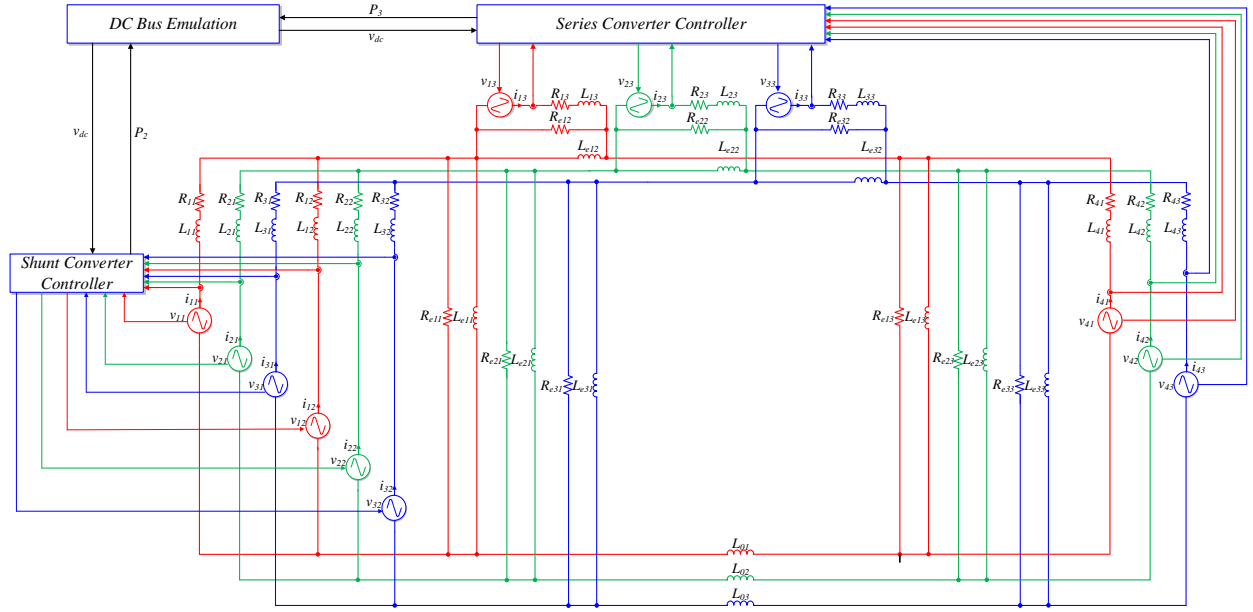 DC Bus Emulation
P3
vdc
Series Converter Controller
v13
i13
R13
L13
Re12
Le12
v23
i23
R23
L23
Re22
Le22
v33
i33
R33
L33
Re32
Le32
vdc
P2
R11
L11
R21
L21
R31
L31
R12
L12
R22
L22
R32
L32
R41
L41
R42
L42
R43
L43
Shunt Converter
Controller
i11
v11
i21
v21
i31
v31
i12
v12
i22
v22
i32
v32
Re11
Le11
Re21
Le21
Re31
Le31
Re13
Le13
Re23
Le23
Re33
Le33
i41
v41
i42
v42
i43
v43
L01
L02
L03